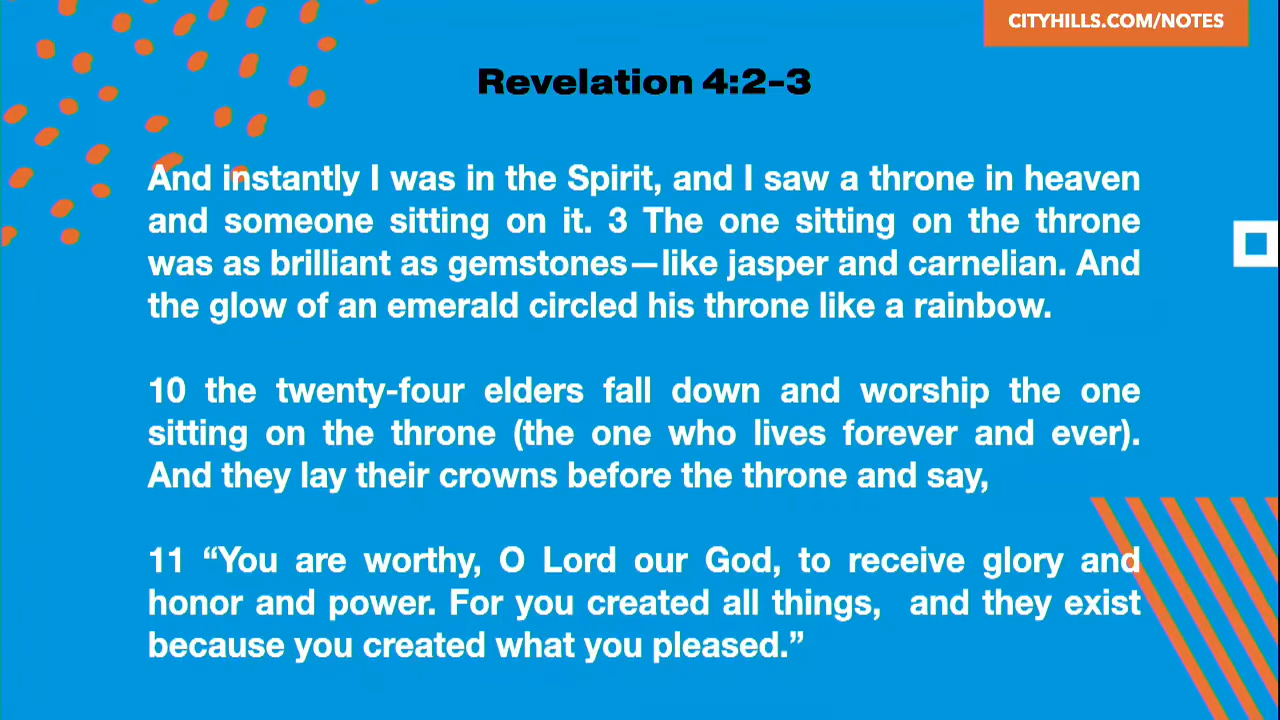 CITYHILLS.COM/NOTES
Revelation 4:2-3
And instantly I was in the Spirit, and I saw a throne in heaven
and someone sitting on it. 3 The one sitting on the throne
was as brilliant as gemstones—like jasper and carnelian. And
the glow of an emerald circled his throne like a rainbow.
10 the twenty-four elders fall down and worship the one
sitting on the throne (the one who lives forever and ever).
And they lay their crowns before the throne and say,
11 “You are worthy, O Lord our God, to receive glory and
honor and power. For you created all things,  and they exist
because you created what you pleased.”